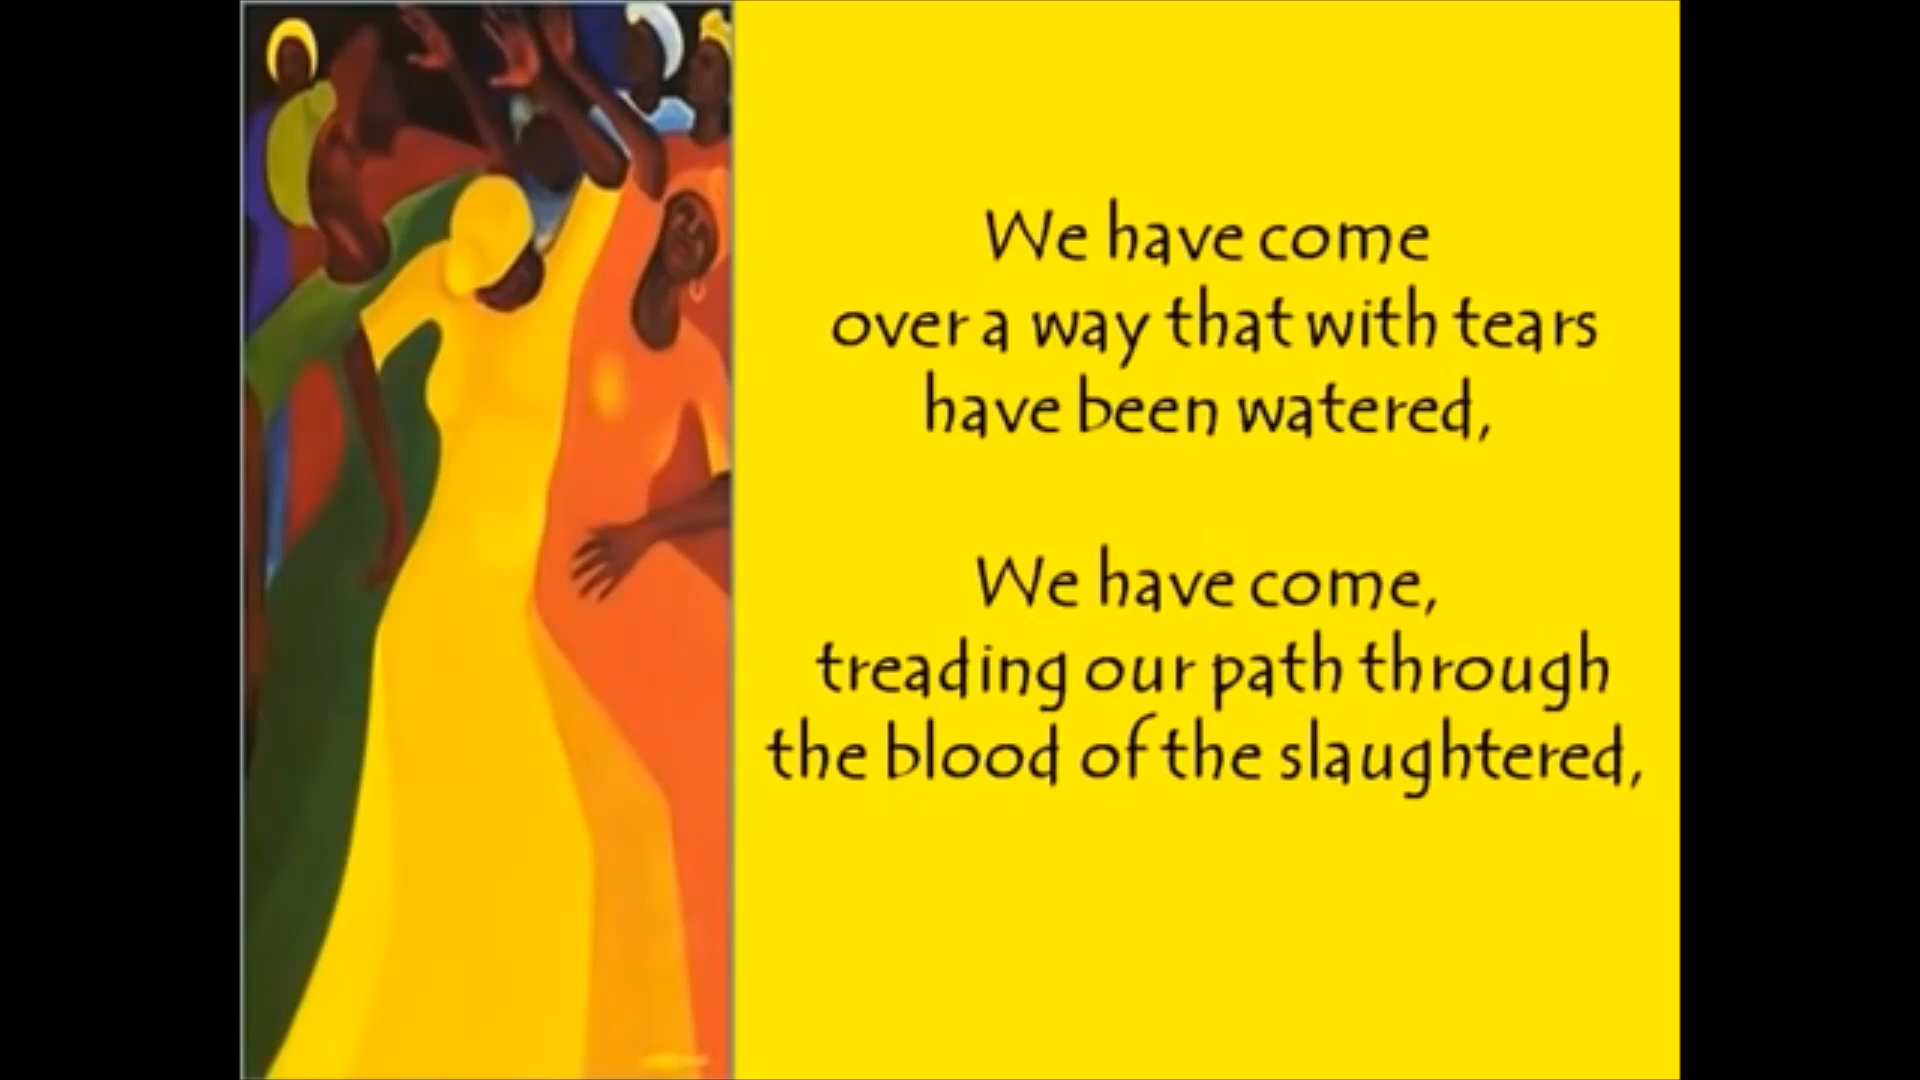 We have come
over a way that with tears
have been watered,
We have come,
treading our path through
the blood of the slaughtered,